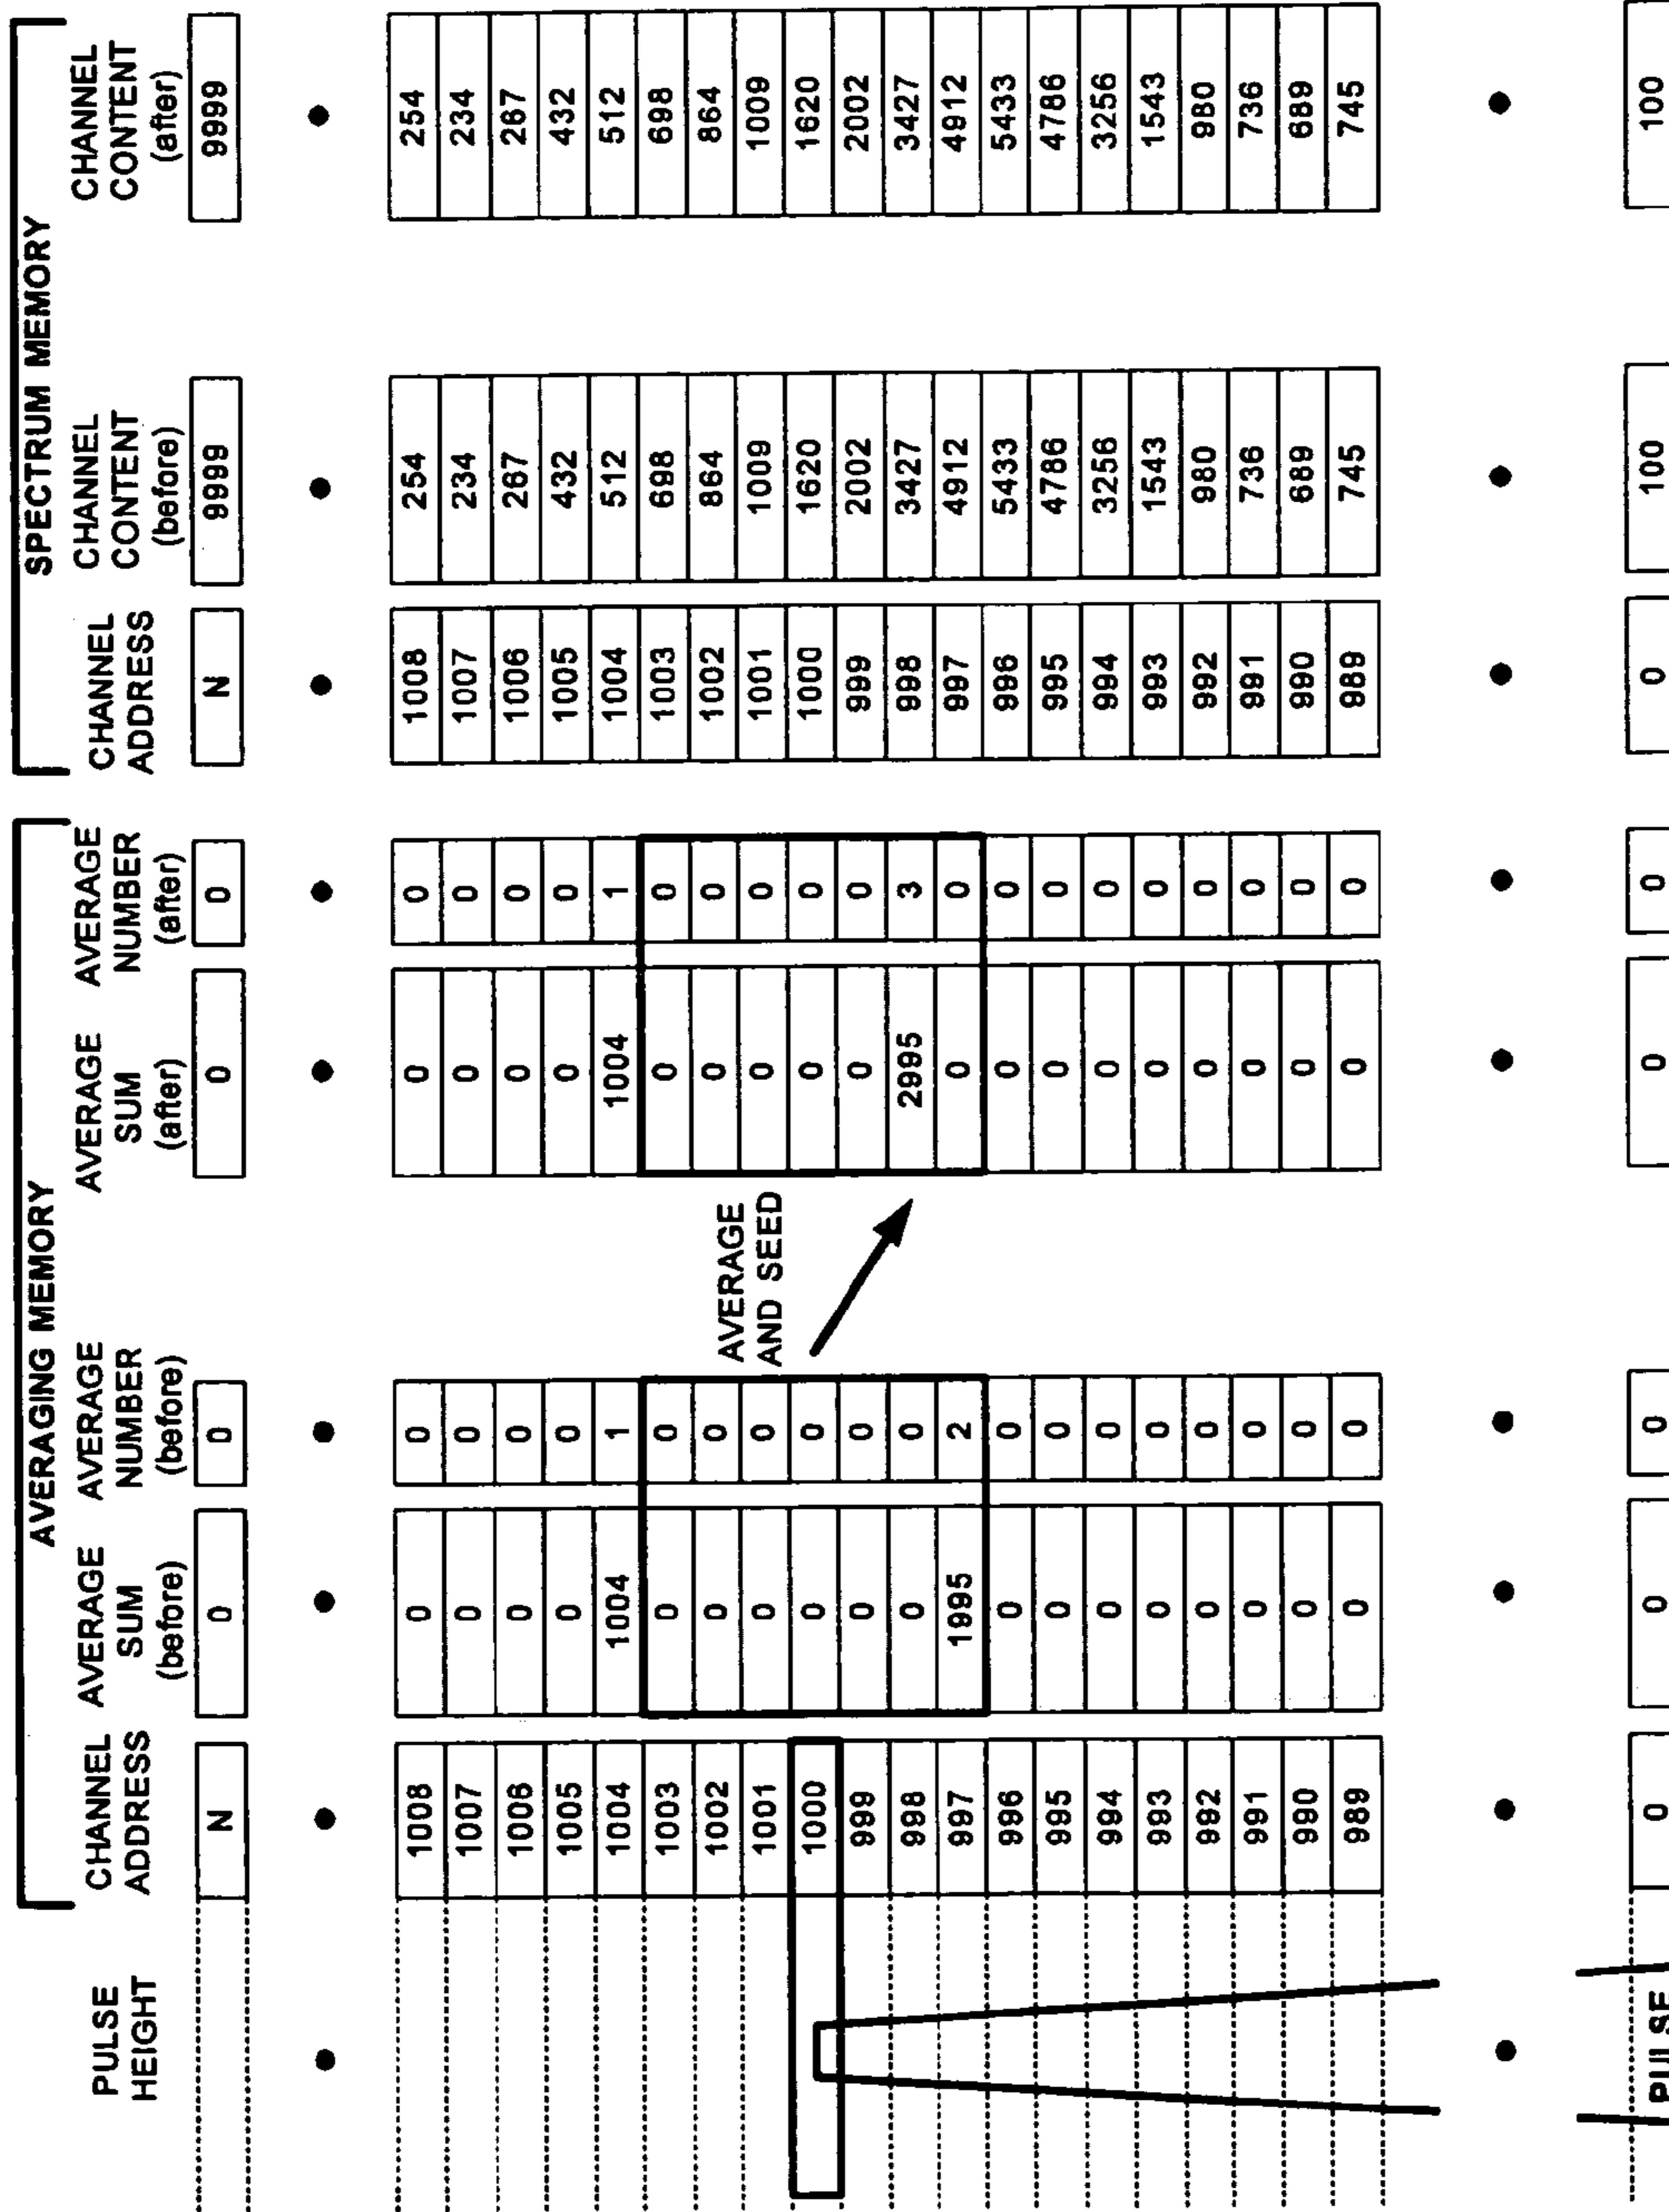 AVERAGING MEMORY SPECTRUM MEMORY
PULSE HEIGHT
CHANNEL ADDRESS
AVERAGE SUM (before)
AVERAGE NUMBER (before)
AVERAGE SUM (after)
AVERAGE NUMBER (after)
CHANNEL ADDRESS
CHANNEL CONTENT (before)
CHANNEL CONTENT (after)
N 0 0 0 0 N 9999 9999
1008 0 0 0 0 1008 254 254
1007 0 0 0 0 1007 234 234
1006 0 0 0 0 1006 267 267
1005 0 0 0 0 1005 432 432
1004 1004 1 1004 1 1004 512 512
1003 0 0 0 0 1003 698 698
1002 0 0 0 0 1002 864 864
1001 0 0 0 0 1001 1009 1009
1000 0 0 0 0 1000 1620 1620
999 0 0 0 0 999 2002 2002
998 0 0 2995 3 998 3427 3427
997 1995 2 0 0 997 4912 4912
996 0 0 0 0 996 5433 5433
995 0 0 0 0 995 4786 4786
994 0 0 0 0 994 3256 3256
993 0 0 0 0 993 1543 1543
992 0 0 0 0 992 980 980
991 0 0 0 0 991 736 736
990 0 0 0 0 990 689 689
989 0 0 0 0 989 745 745
AVERAGE
AND SEED
PULSE 0 0 0 0 0 0 100 100